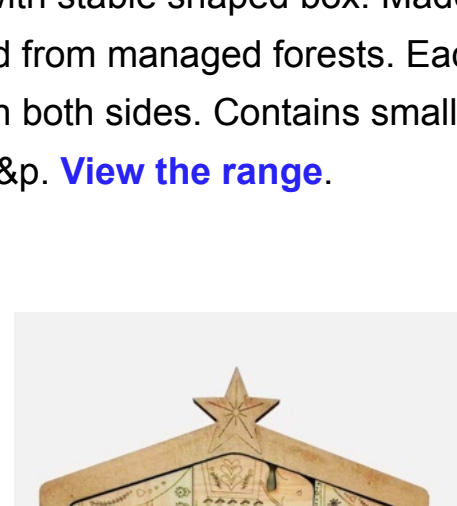 with stable shaped box. Made
d from managed forests. Eac
n both sides. Contains small
&p. View the range.